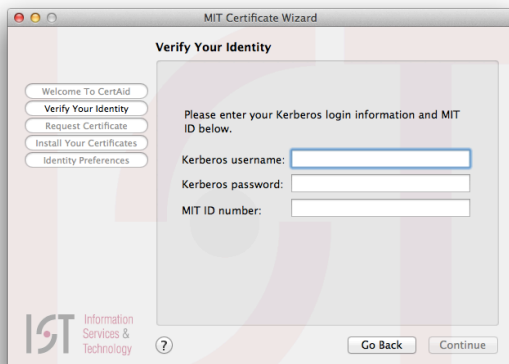 MIT Certificate Wizard
Verify Your Identity
Welcome To CertAid
Verify Your Identity
Request Certificate
Install Your Certificates
Identity Preferences
Please enter your Kerberos login information and MIT
ID below.
Kerberos username:
Kerberos password:
MIT ID number:
IST
Information
Services &
Technology
?
Go Back
Continue